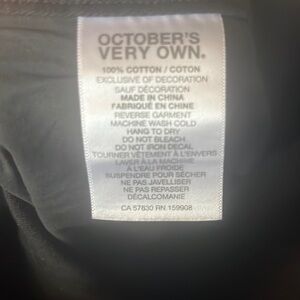 OCTOBER'S
VERY OWN.
100% COTTON / COTON
EXCLUSIVE OF DECORATION
SAUF DÉCORATION
MADE IN CHINA
FABRIQUÉ EN CHINE
REVERSE GARMENT
MACHINE WASH COLD
HANG TO DRY
DO NOT BLEACH
DO NOT IRON DECAL
TOURNER VÊTEMENT À L'ENVERS
LAVER À LA MACHINE
À L'EAU FROIDE
SUSPENDRE POUR SÉCHER
NE PAS JAVELLISER
NE PAS REPASSER
DÉCALCOMANIE
CA 57830 RN 159908